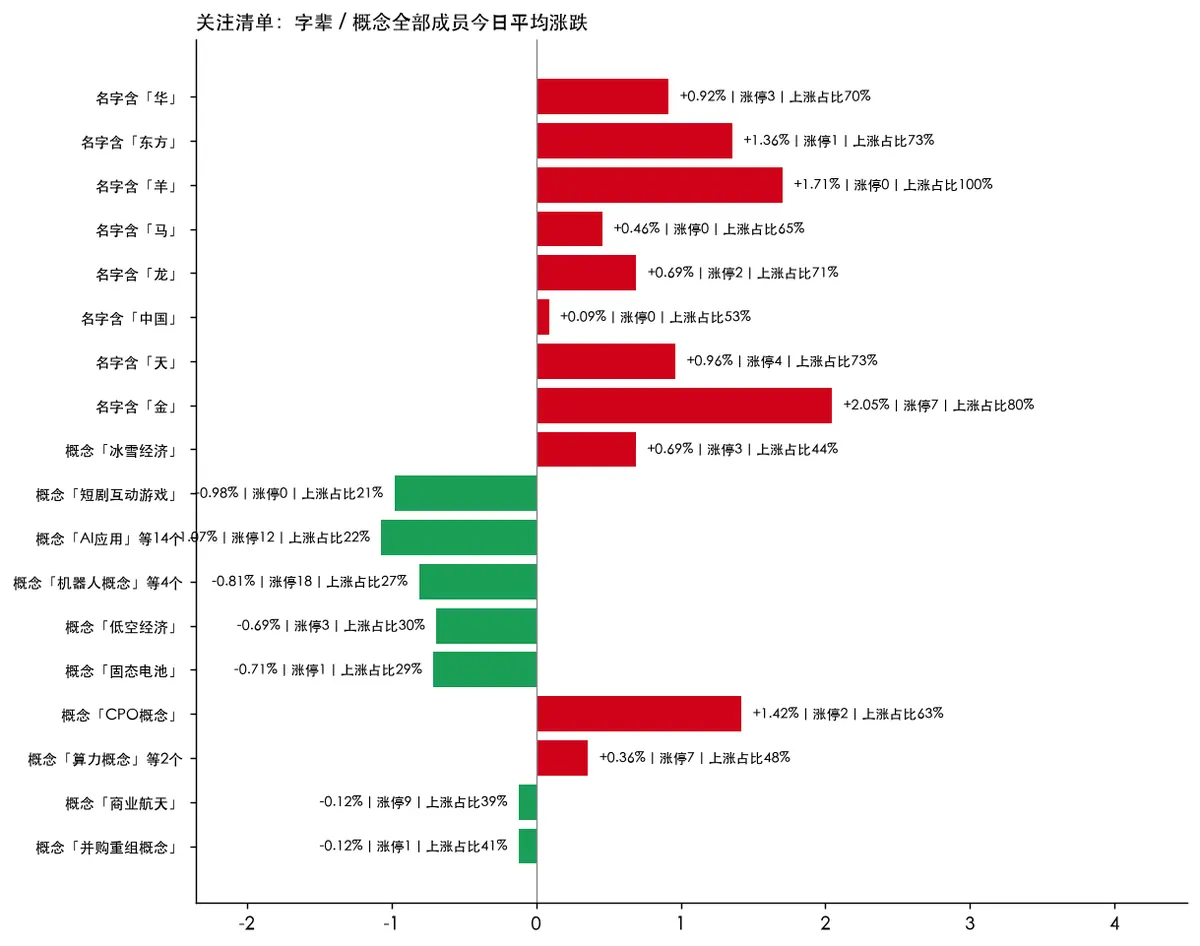 关注清单：字辈 / 概念全部成员今日平均涨跌
名字含「华」 +0.92% | 涨停3 | 上涨占比70%
名字含「东方」 +1.36% | 涨停1 | 上涨占比73%
名字含「羊」 +1.71% | 涨停0 | 上涨占比100%
名字含「马」 +0.46% | 涨停0 | 上涨占比65%
名字含「龙」 +0.69% | 涨停2 | 上涨占比71%
名字含「中国」 +0.09% | 涨停0 | 上涨占比53%
名字含「天」 +0.96% | 涨停4 | 上涨占比73%
名字含「金」 +2.05% | 涨停7 | 上涨占比80%
概念「冰雪经济」 +0.69% | 涨停3 | 上涨占比44%
概念「短剧互动游戏」 -0.98% | 涨停0 | 上涨占比21%
概念「AI应用」等14个 -1.07% | 涨停12 | 上涨占比22%
概念「机器人概念」等4个 -0.81% | 涨停18 | 上涨占比27%
概念「低空经济」 -0.69% | 涨停3 | 上涨占比30%
概念「固态电池」 -0.71% | 涨停1 | 上涨占比29%
概念「CPO概念」 +1.42% | 涨停2 | 上涨占比63%
概念「算力概念」等2个 +0.36% | 涨停7 | 上涨占比48%
概念「商业航天」 -0.12% | 涨停9 | 上涨占比39%
概念「并购重组概念」 -0.12% | 涨停1 | 上涨占比41%
-2 -1 0 1 2 3 4